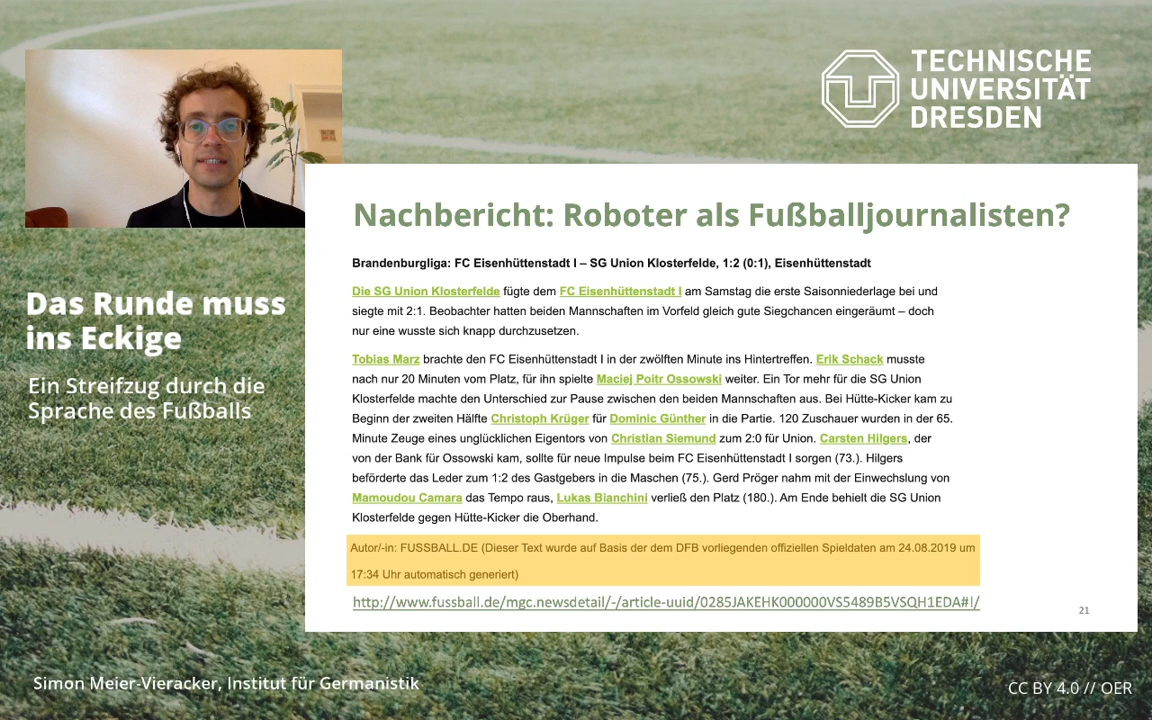 TECHNISCHE
UNIVERSITÄT
DRESDEN
Das Runde muss
ins Eckige
Ein Streifzug durch die
Sprache des Fußballs
Nachbericht: Roboter als Fußballjournalisten?
Brandenburgliga: FC Eisenhüttenstadt I – SG Union Klosterfelde, 1:2 (0:1), Eisenhüttenstadt
Die SG Union Klosterfelde fügte dem FC Eisenhüttenstadt I am Samstag die erste Saisonniederlage bei und
siegte mit 2:1. Beobachter hatten beiden Mannschaften im Vorfeld gleich gute Siegchancen eingeräumt – doch
nur eine wusste sich knapp durchzusetzen.
Tobias Marz brachte den FC Eisenhüttenstadt I in der zwölften Minute ins Hintertreffen. Erik Schack musste
nach nur 20 Minuten vom Platz, für ihn spielte Maciej Poitr Ossowski weiter. Ein Tor mehr für die SG Union
Klosterfelde machte den Unterschied zur Pause zwischen den beiden Mannschaften aus. Bei Hütte-Kicker kam zu
Beginn der zweiten Hälfte Christoph Krüger für Dominic Günther in die Partie. 120 Zuschauer wurden in der 65.
Minute Zeuge eines unglücklichen Eigentors von Christian Siemund zum 2:0 für Union. Carsten Hilgers, der
von der Bank für Ossowski kam, sollte für neue Impulse beim FC Eisenhüttenstadt I sorgen (73.). Hilgers
beförderte das Leder zum 1:2 des Gastgebers in die Maschen (75.). Gerd Pröger nahm mit der Einwechslung von
Mamoudou Camara das Tempo raus, Lukas Bianchini verließ den Platz (180.). Am Ende behielt die SG Union
Klosterfelde gegen Hütte-Kicker die Oberhand.
Autor/-in: FUSSBALL.DE (Dieser Text wurde auf Basis der dem DFB vorliegenden offiziellen Spieldaten am 24.08.2019 um
17:34 Uhr automatisch generiert)
http://www.fussball.de/mgc.newsdetail/-/article-uuid/0285JAKEHK000000VS5489B5VSQH1EDA#!/
21
Simon Meier-Vieracker, Institut für Germanistik
CC BY 4.0 // OER